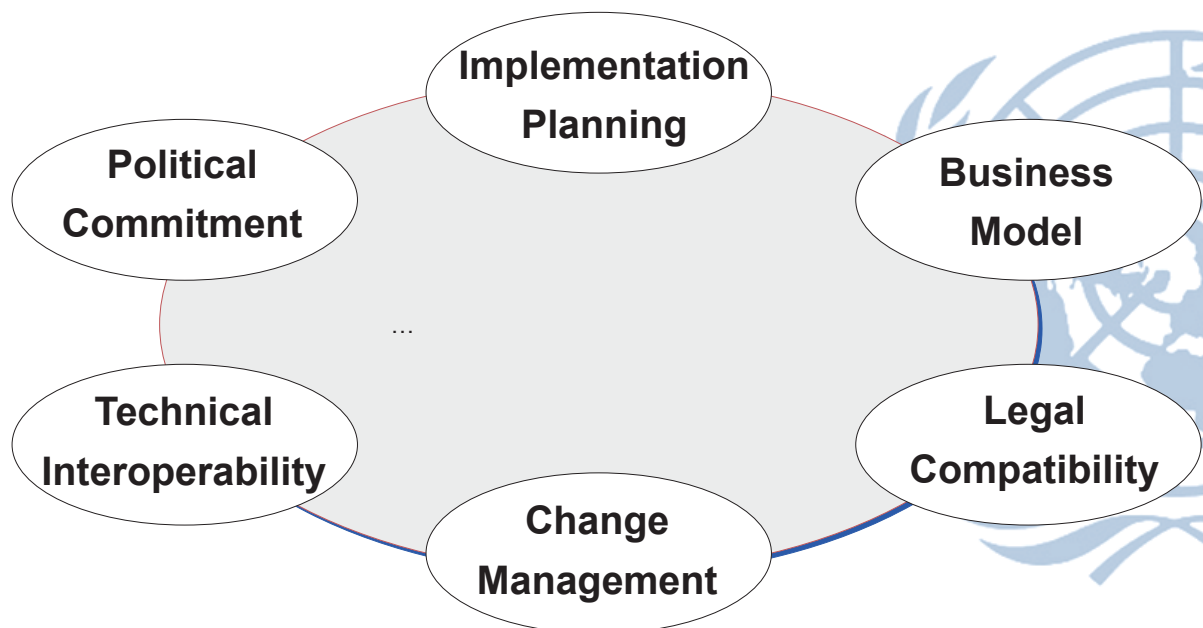 Implementation
Planning
Political
Commitment
Business
Model
...
Technical
Interoperability
Legal
Compatibility
Change
Management